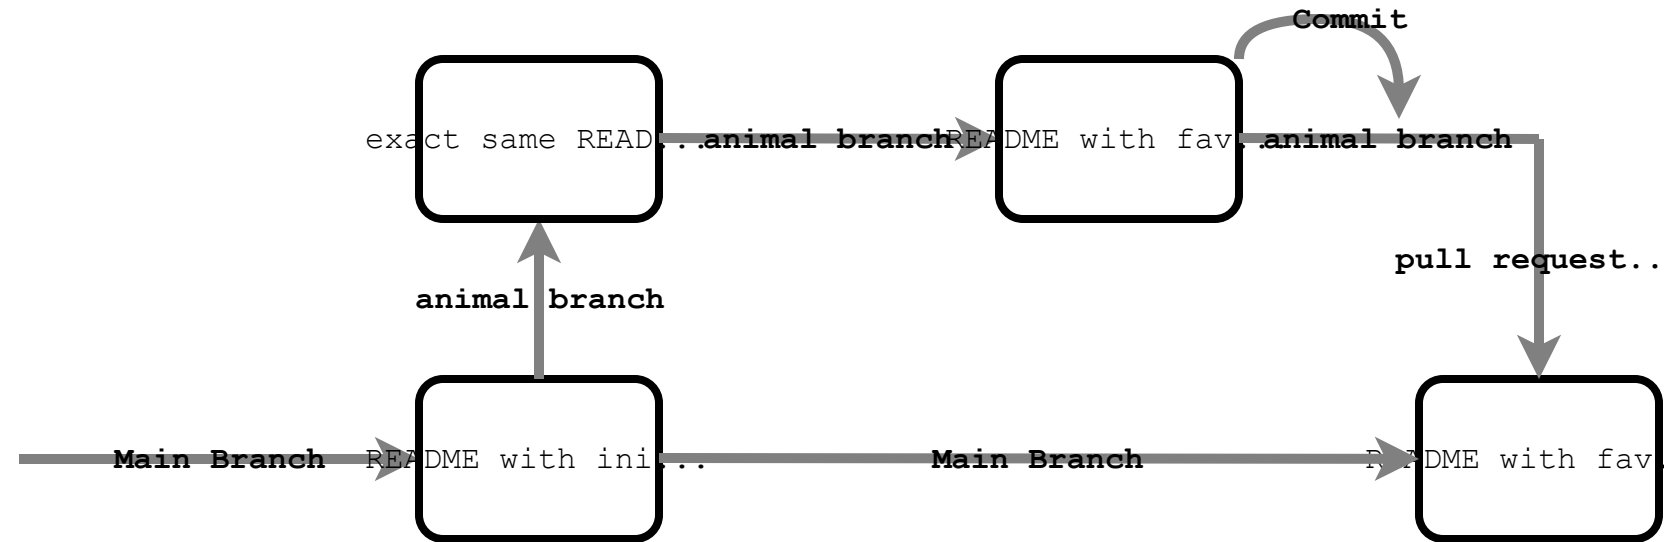 Commit
exact same READ...
animal branch
README with fav...
animal branch
pull request..
animal branch
Main Branch
README with ini...
Main Branch
README with fav.